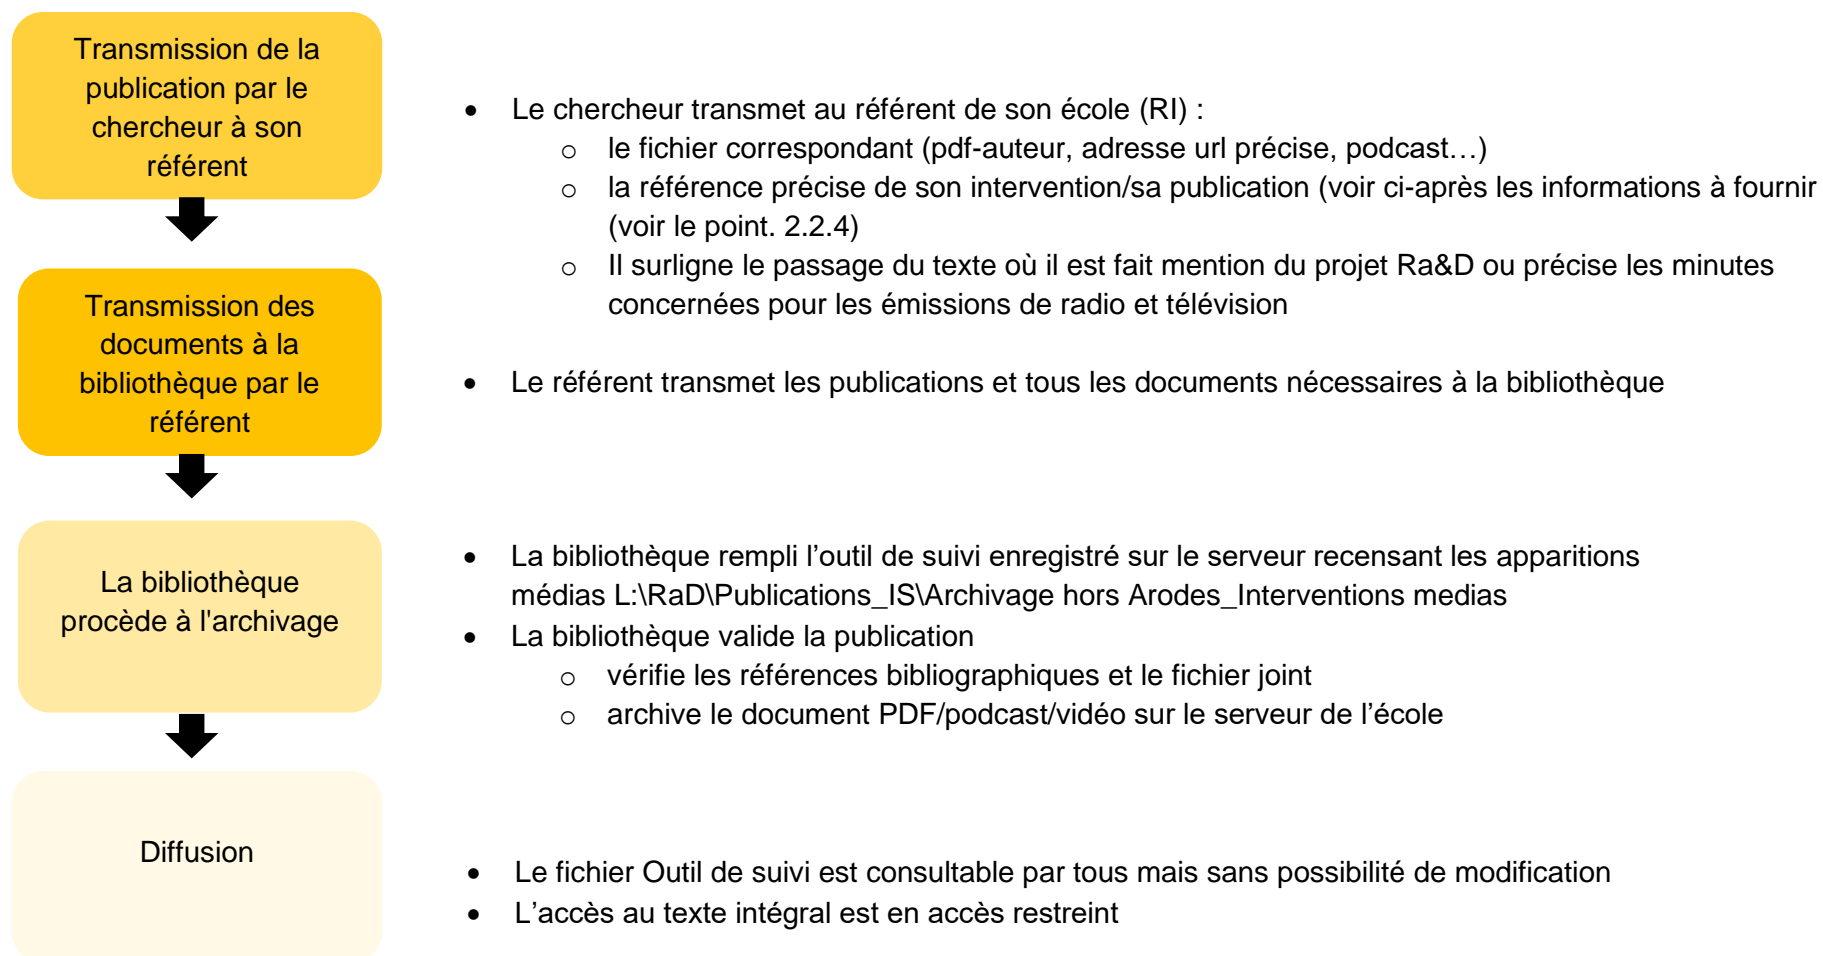 Transmission de la
publication par le
chercheur à son
référent
• Le chercheur transmet au référent de son école (RI) :
o le fichier correspondant (pdf-auteur, adresse url précise, podcast…)
o la référence précise de son intervention/sa publication (voir ci-après les informations à fournir
(voir le point. 2.2.4)
o Il surligne le passage du texte où il est fait mention du projet Ra&D ou précise les minutes
concernées pour les émissions de radio et télévision
Transmission des
documents à la
bibliothèque par le
référent
• Le référent transmet les publications et tous les documents nécessaires à la bibliothèque
La bibliothèque
procède à l'archivage
• La bibliothèque rempli l’outil de suivi enregistré sur le serveur recensant les apparitions
médias L:\RaD\Publications_IS\Archivage hors Arodes_Interventions medias
• La bibliothèque valide la publication
o vérifie les références bibliographiques et le fichier joint
o archive le document PDF/podcast/vidéo sur le serveur de l’école
Diffusion
• Le fichier Outil de suivi est consultable par tous mais sans possibilité de modification
• L’accès au texte intégral est en accès restreint